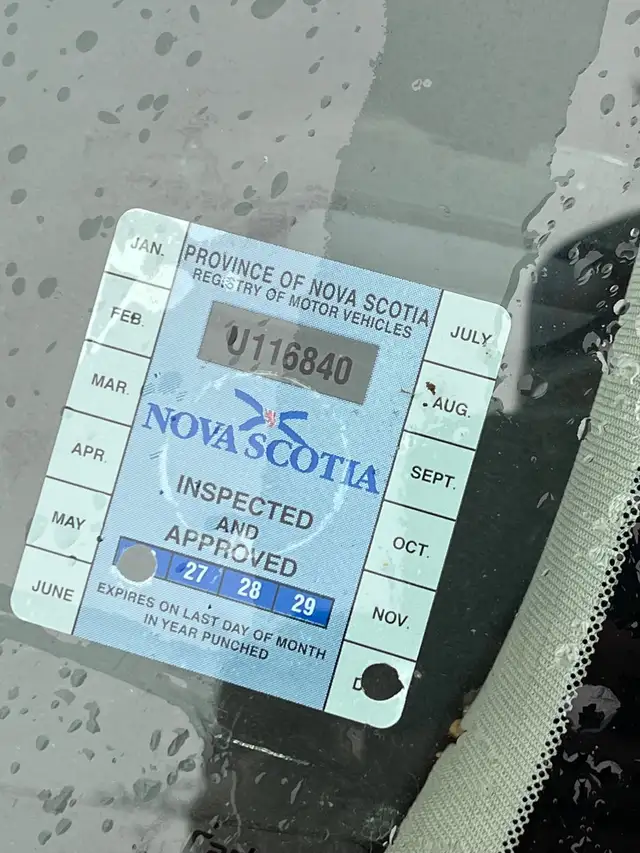 PROVINCE OF NOVA SCOTIA
REGISTRY OF MOTOR VEHICLES
U116840
NOVA SCOTIA
INSPECTED
AND
APPROVED
27 28 29
EXPIRES ON LAST DAY OF MONTH
IN YEAR PUNCHED
JAN.
FEB.
MAR.
APR.
MAY
JUNE
JULY
AUG.
SEPT.
OCT.
NOV.
D